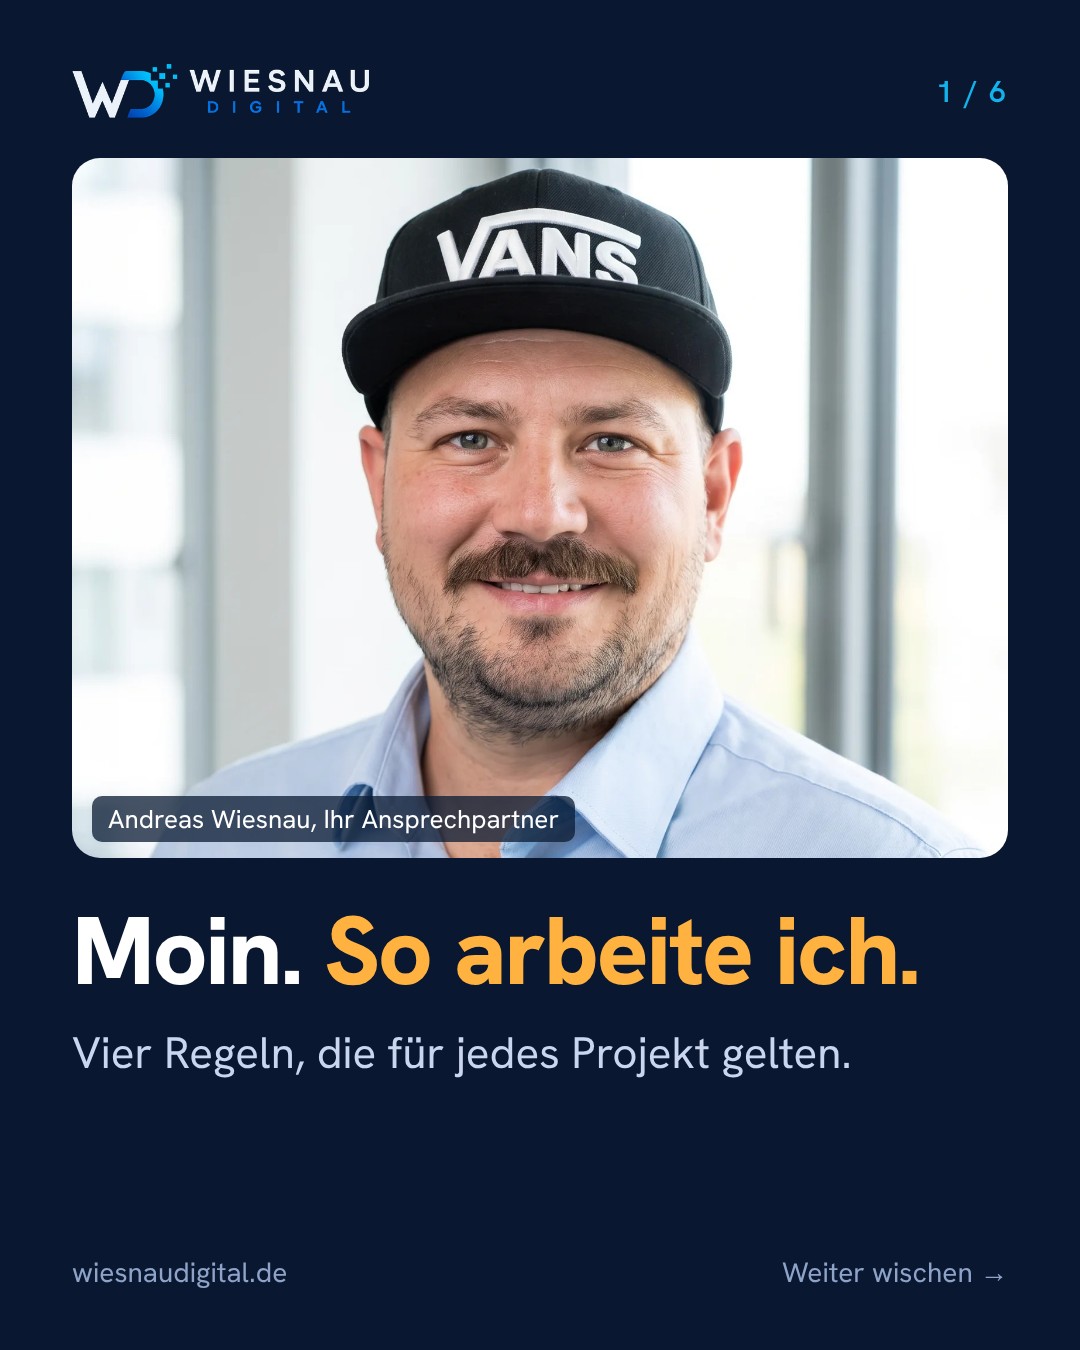 WD WIESNAU
DIGITAL
1 / 6
VANS
Andreas Wiesnau, Ihr Ansprechpartner
Moin. So arbeite ich.
Vier Regeln, die für jedes Projekt gelten.
wiesnaudigital.de
Weiter wischen →